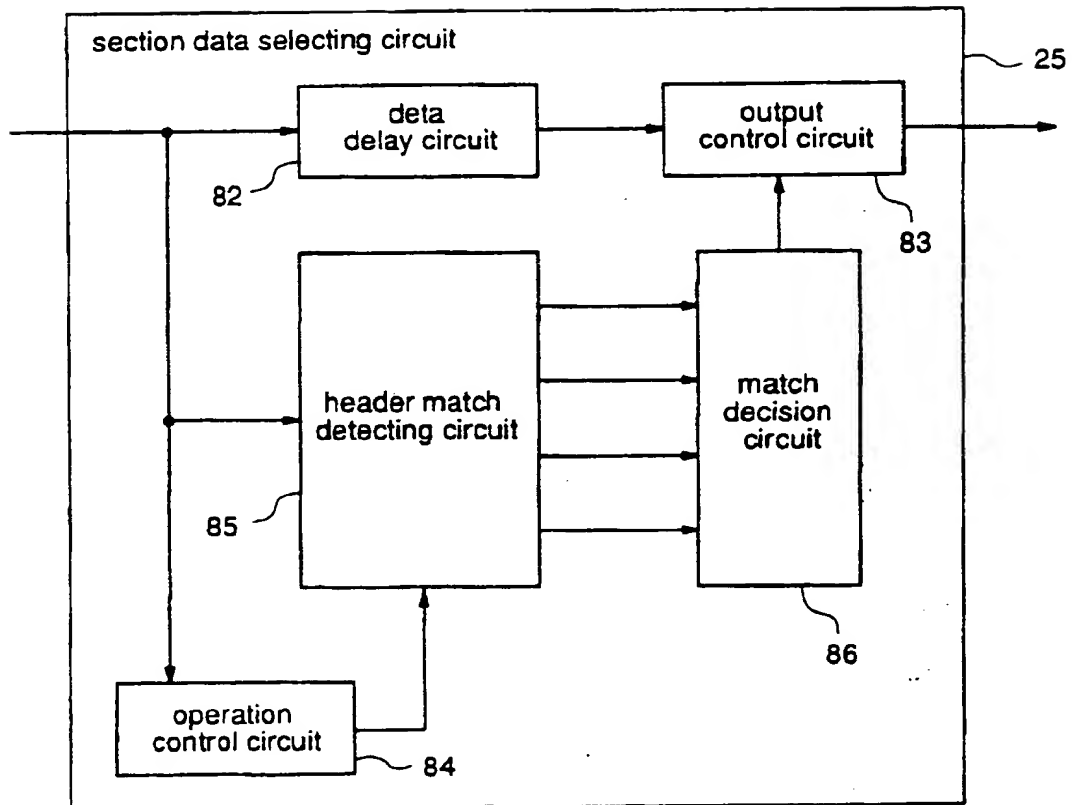 section data selecting circuit
25
deta
delay circuit
82
output
control circuit
83
header match
detecting circuit
85
match
decision
circuit
86
operation
control circuit
84